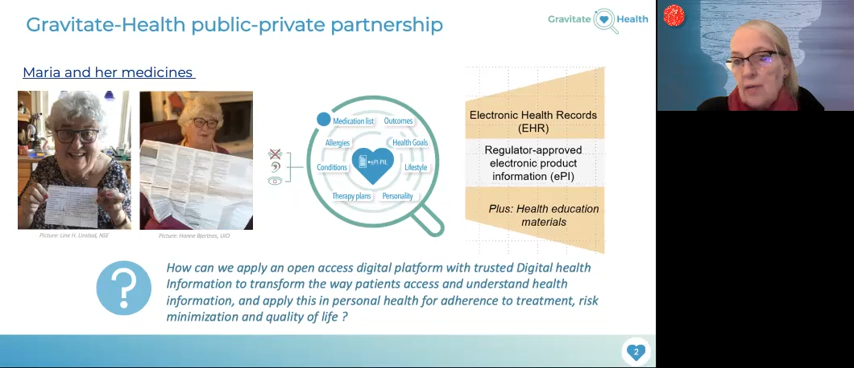 Gravitate-Health public-private partnership
Gravitate Health
Maria and her medicines
Medication list
Outcomes
Allergies
Health Goals
Conditions
ePI PIL
Lifestyle
Therapy plans
Personality
Electronic Health Records
(EHR)
Regulator-approved
electronic product
information (ePI)
Plus: Health education
materials
Picture: Line H. Linstad, NSE
How can we apply an open access digital platform with trusted Digital health
Information to transform the way patients access and understand health
information, and apply this in personal health for adherence to treatment, risk
minimization and quality of life ?
2